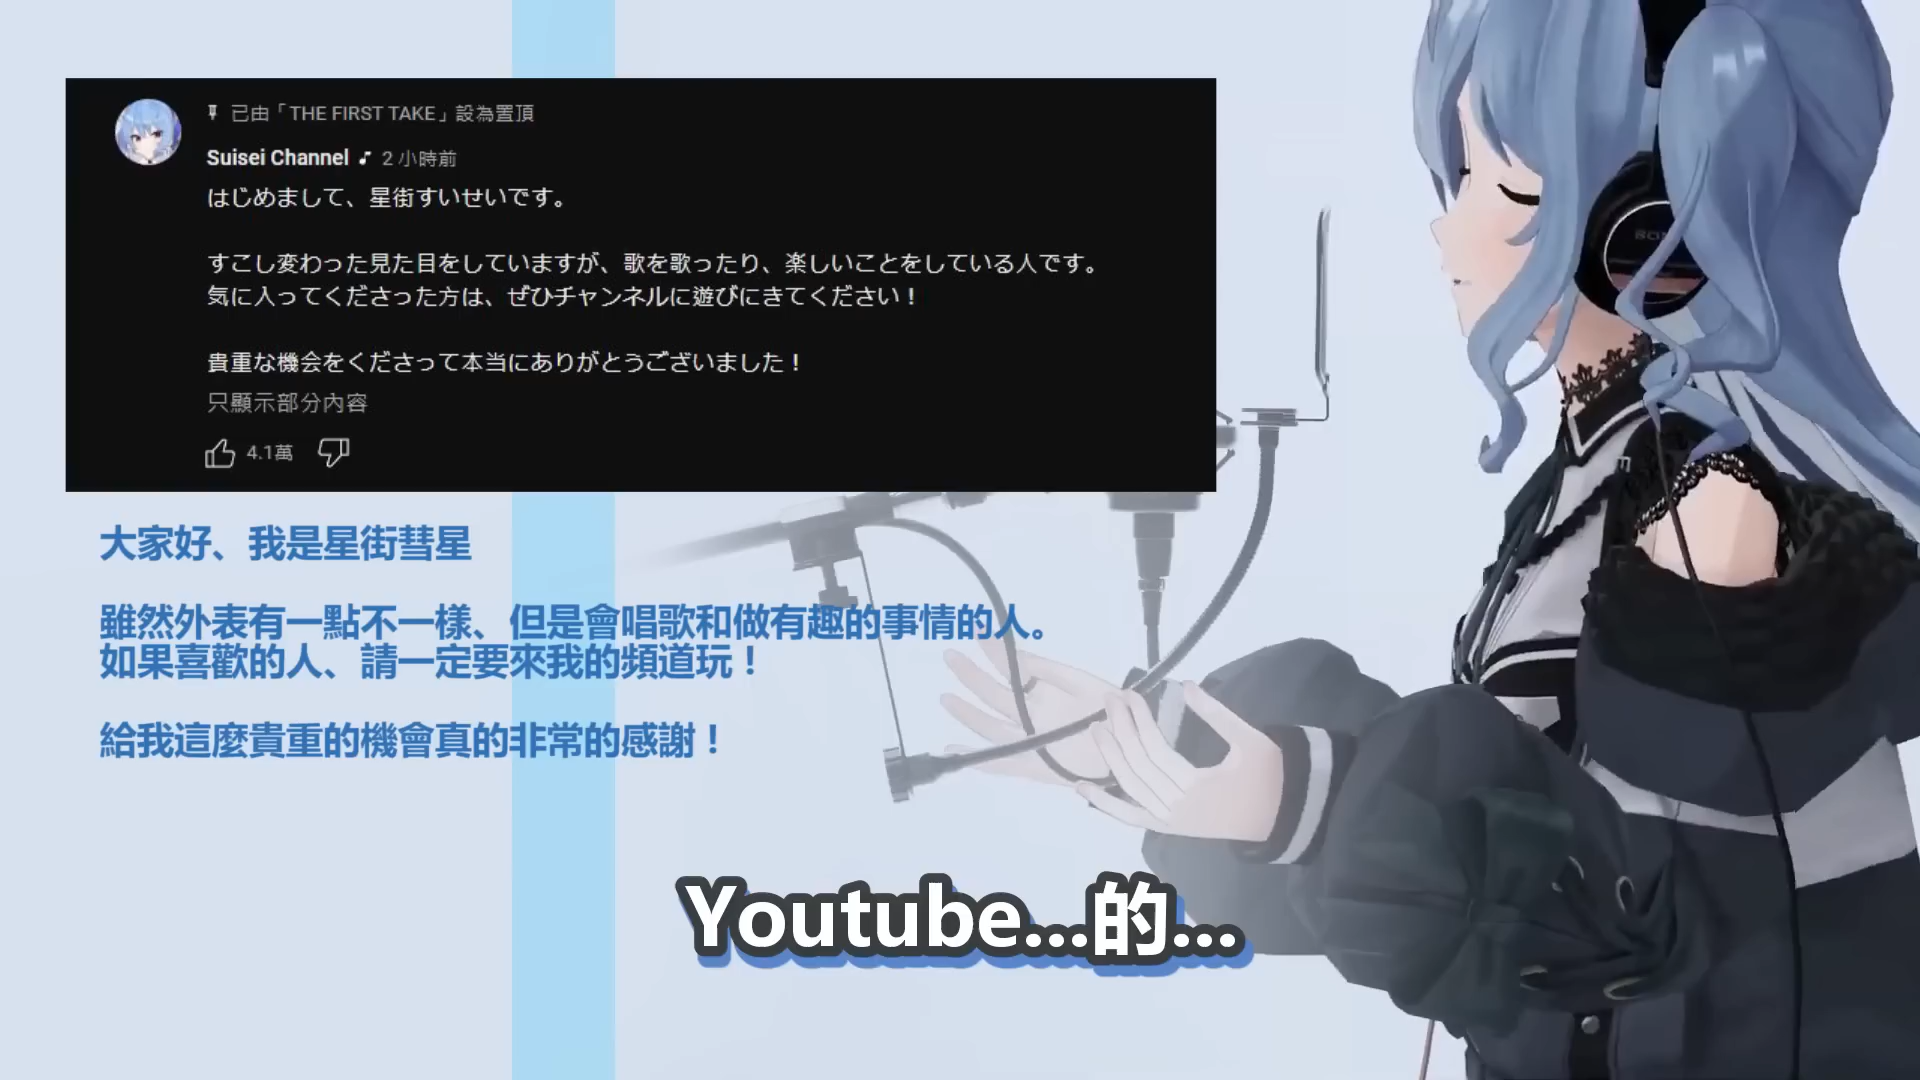 已由「THE FIRST TAKE」設為置頂
Suisei Channel 2 小時前
はじめまして、星街すいせいです。
すこし変わった見た目をしていますが、歌を歌ったり、楽しいことをしている人です。
気に入ってくださった方は、ぜひチャンネルに遊びにきてください！
貴重な機会をくださって本当にありがとうございました！
只顯示部分內容
4.1萬
大家好、我是星街彗星
雖然外表有一點不一樣、但是會唱歌和做有趣的事情的人。
如果喜歡的人、請一定要來我的頻道玩！
給我這麼貴重的機會真的非常的感謝！
Youtube...的...